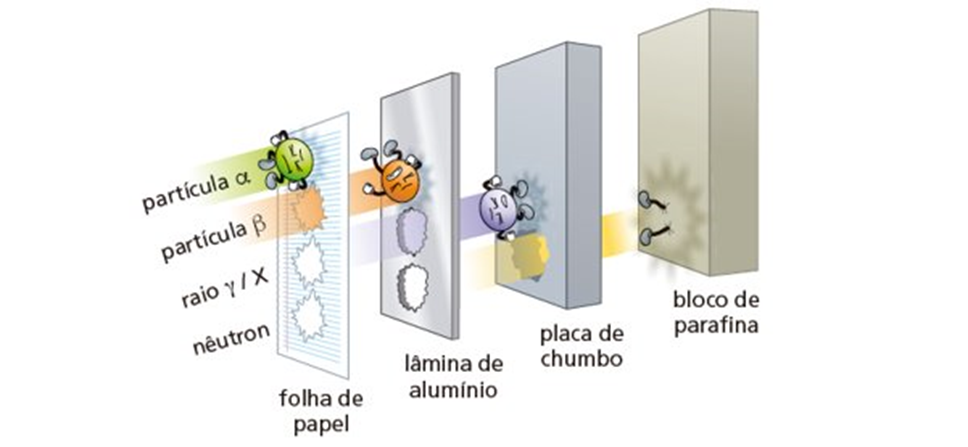 partícula α
partícula β
raio γ / X
nêutron
folha de
papel
lâmina de
alumínio
placa de
chumbo
bloco de
parafina